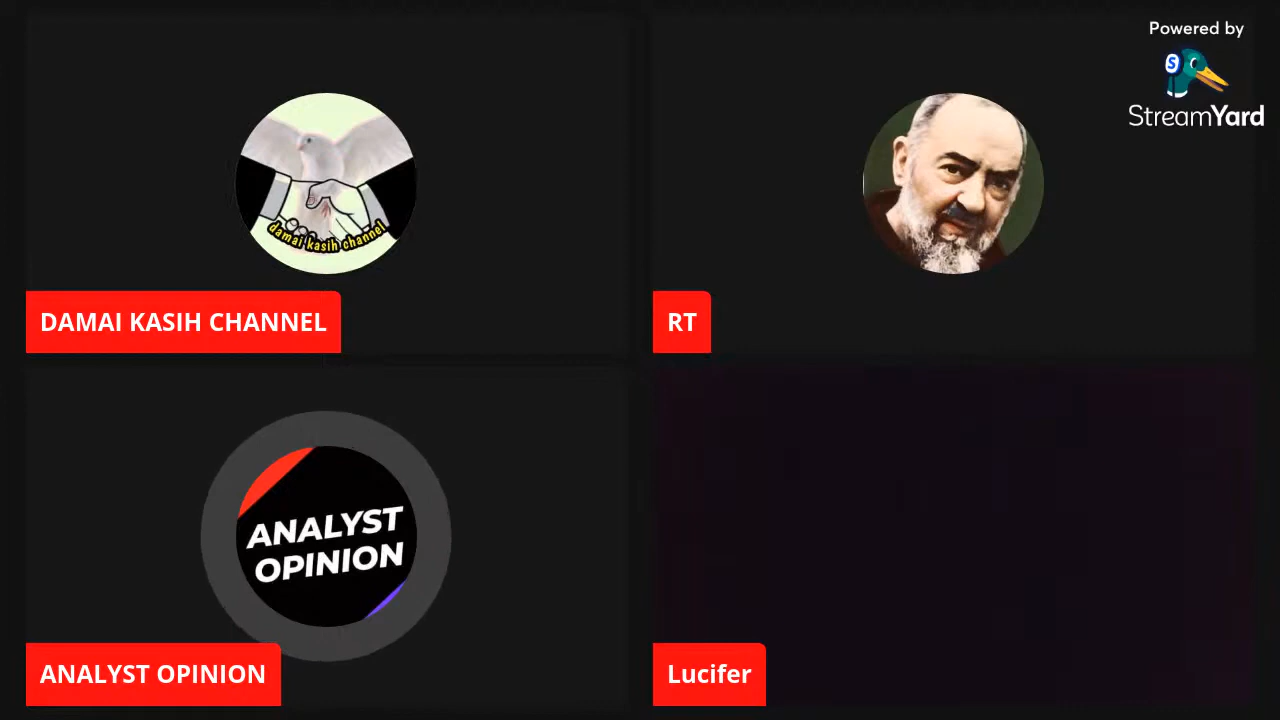 Powered by
S
StreamYard
damai kasih channel
DAMAI KASIH CHANNEL
RT
ANALYST
OPINION
ANALYST OPINION
Lucifer